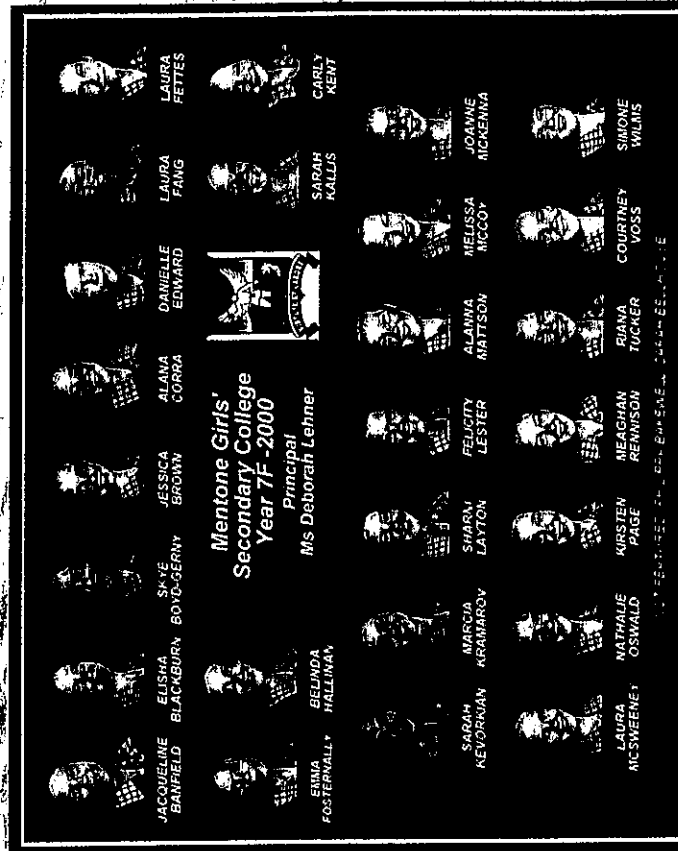 JACQUELINE
BANFIELD
ELISHA
BLACKBURN
SKYE
BOYD-GERNY
JESSICA
BROWN
ALANA
CORRA
DANIELLE
EDWARD
LAURA
FANG
LAURA
FETTES
EMMA
FOSTERNALLY
BELINDA
HALLINAN
Mentone Girls'
Secondary College
Year 7F -2000
Principal
Ms Deborah Lehner
SARAH
KALLIS
CARLY
KENT
SARAH
KEVORKIAN
MARCIA
KRAMAROV
SHARNI
LAYTON
FELICITY
LESTER
ALANNA
MATTSON
MELISSA
MCCOY
JOANNE
MCKENNA
LAURA
MCSWEENEY
NATHALIE
OSWALD
KIRSTEN
PAGE
MEAGHAN
RENNISON
RIANA
TUCKER
COURTNEY
VOSS
SIMONE
WILMS